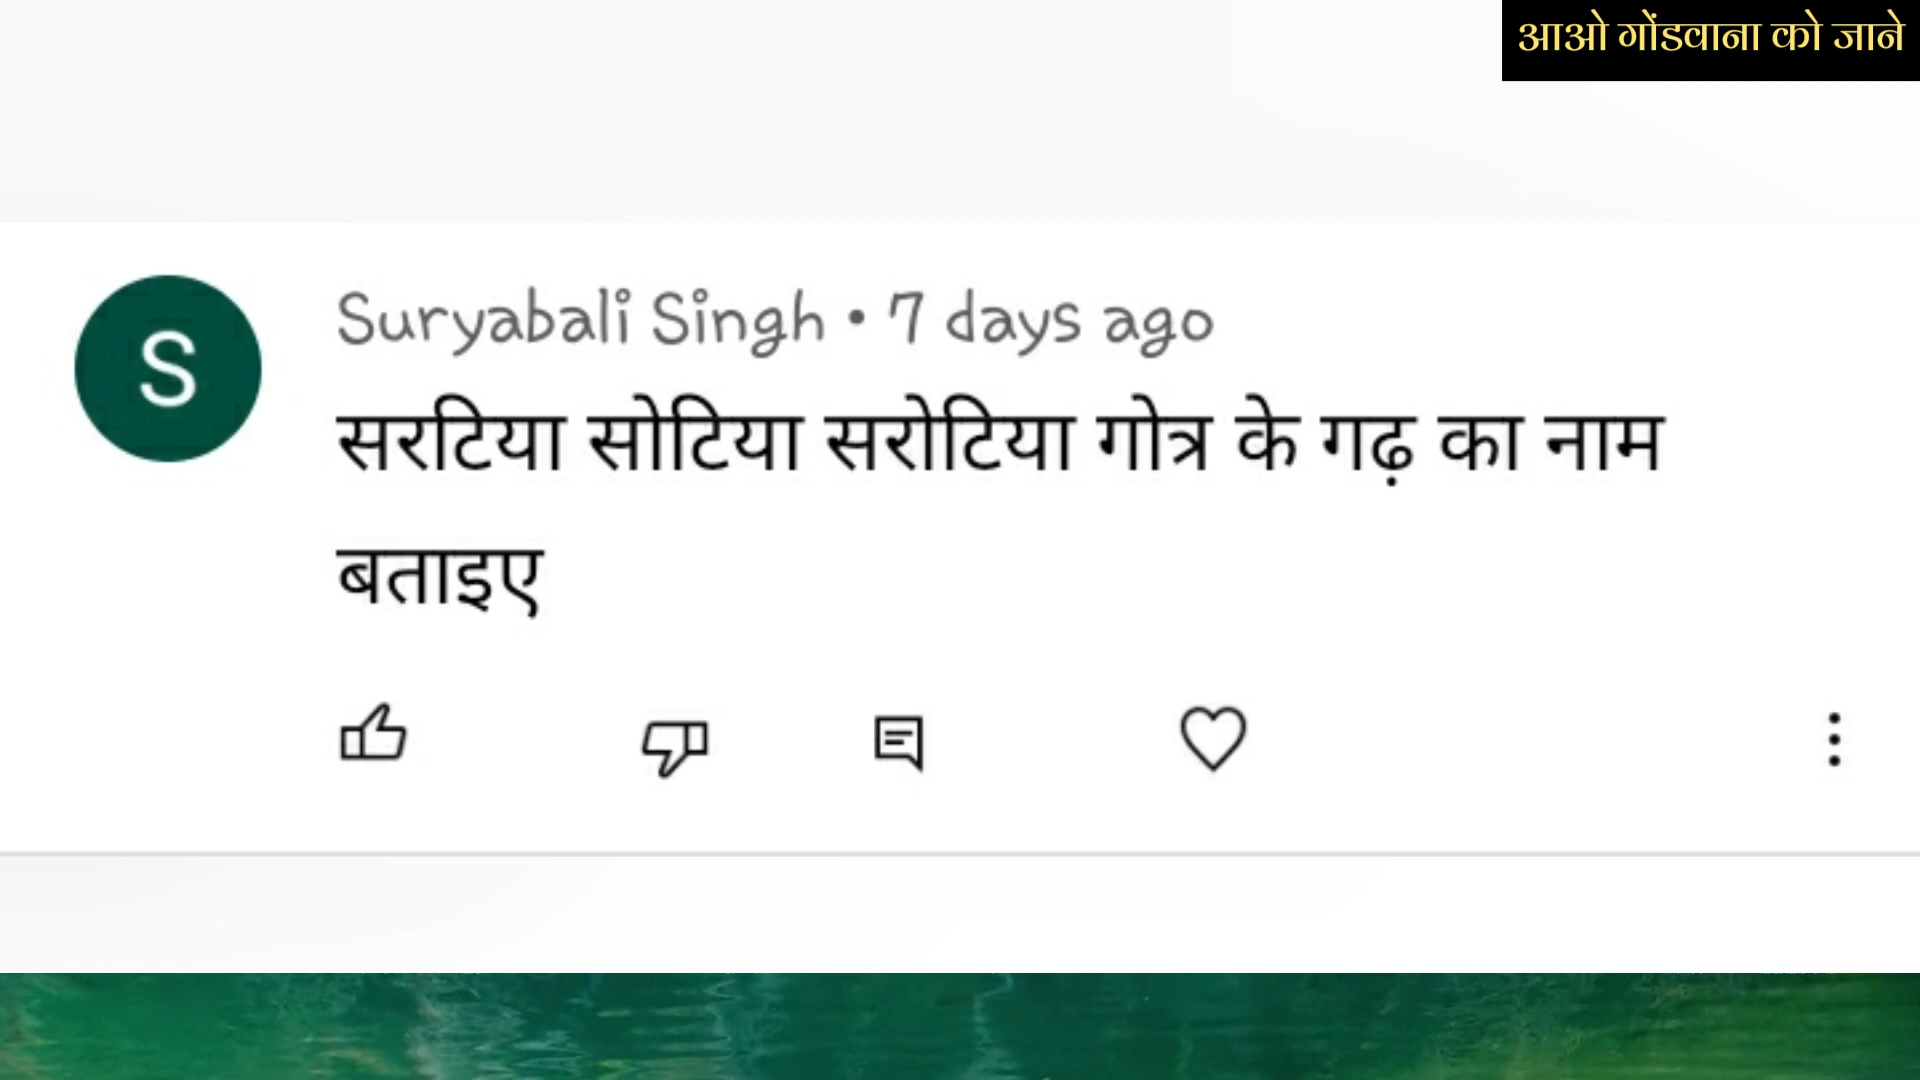 आओ गोंडवाना को जाने
S
Suryabali Singh • 7 days ago
सरटिया सोटिया सरोटिया गोत्र के गढ़ का नाम
बताइए